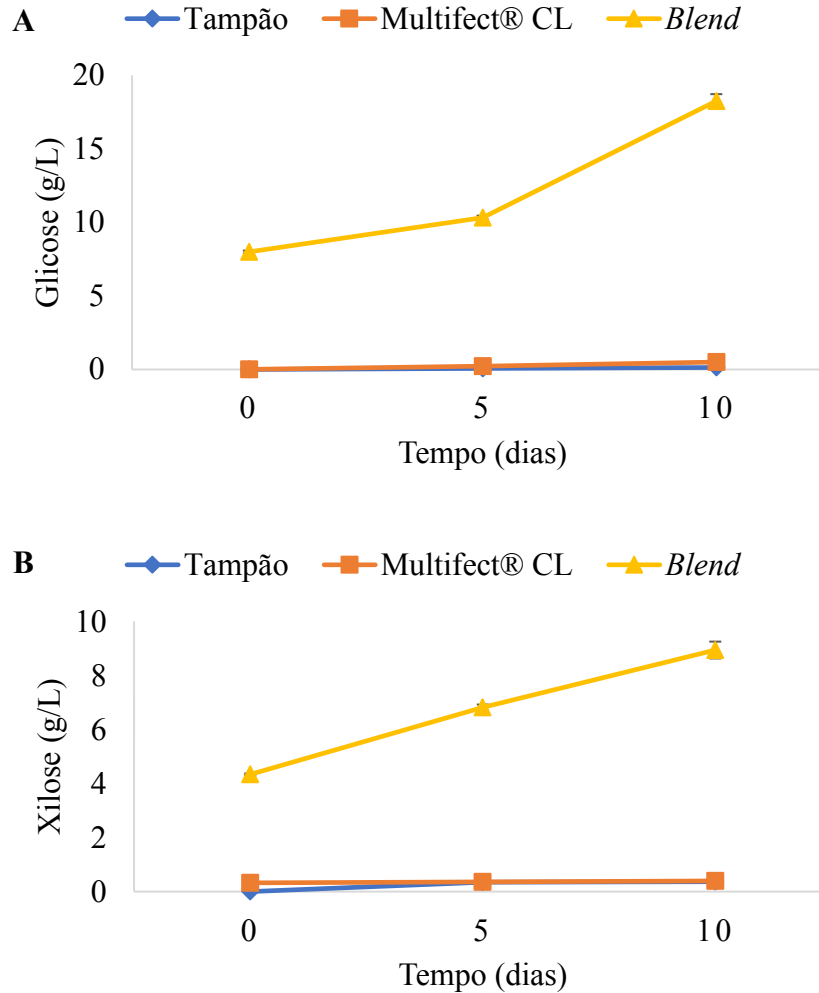 A
Tampão Multifect® CL Blend
20
15
10
5
0
Glicose (g/L)
0 5 10
Tempo (dias)
B
Tampão Multifect® CL Blend
10
8
6
4
2
0
Xilose (g/L)
0 5 10
Tempo (dias)